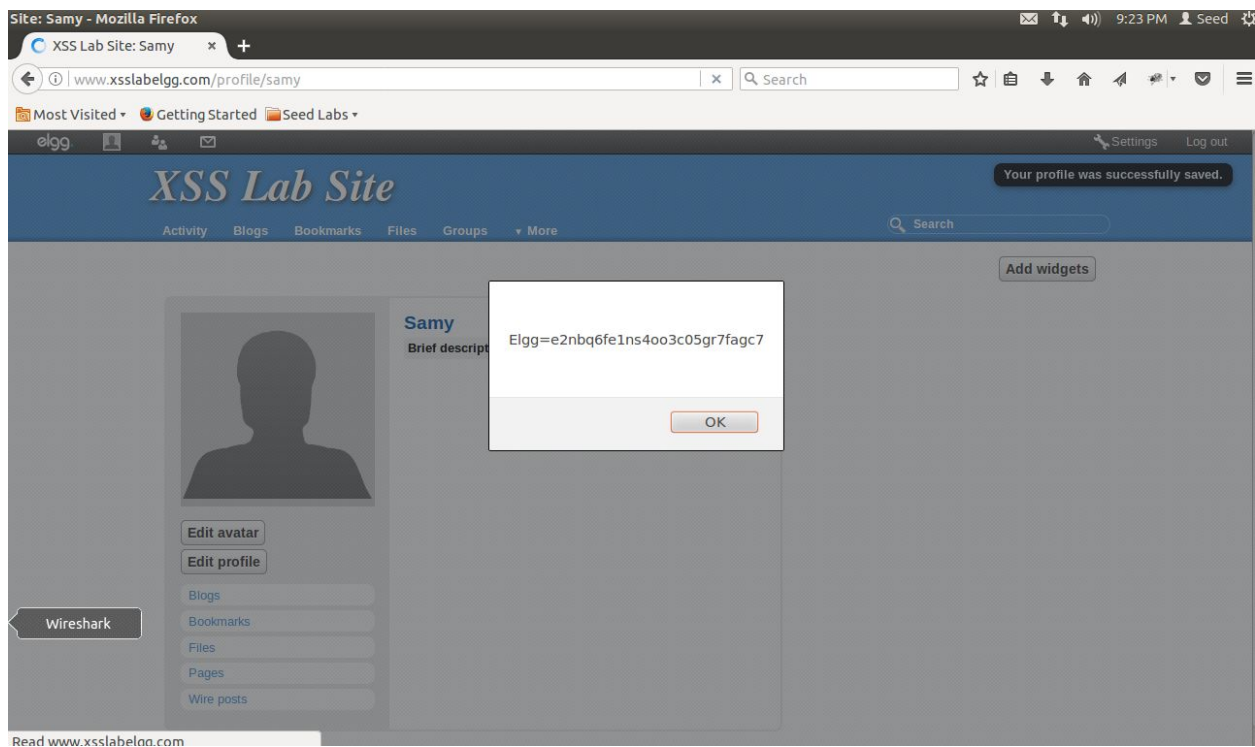 Site: Samy - Mozilla Firefox
9:23 PM Seed
XSS Lab Site: Samy × +
www.xsslabelgg.com/profile/samy
Search
Most Visited Getting Started Seed Labs
elgg. Settings Log out
XSS Lab Site
Your profile was successfully saved.
Activity Blogs Bookmarks Files Groups More
Search
Add widgets
Samy
Brief descript
Elgg=e2nbq6fe1ns4oo3c05gr7fagc7
OK
Edit avatar
Edit profile
Blogs
Wireshark
Bookmarks
Files
Pages
Wire posts
Read www.xsslabelgg.com